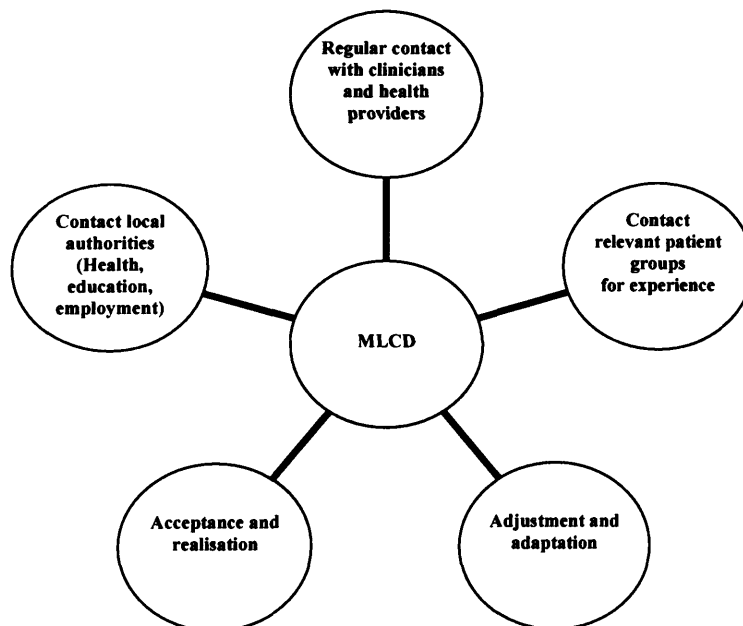 Regular contact
with clinicians
and health
providers
Contact local
authorities
(Health,
education,
employment)
Contact
relevant patient
groups
for experience
MLCD
Acceptance and
realisation
Adjustment and
adaptation